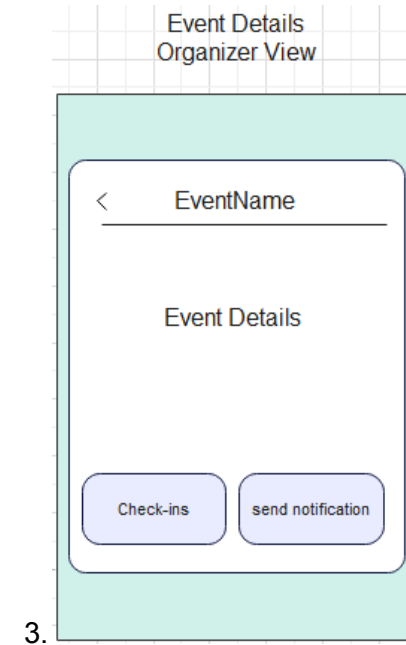 Event Details
Organizer View
< EventName
Event Details
Check-ins
send notification
3.